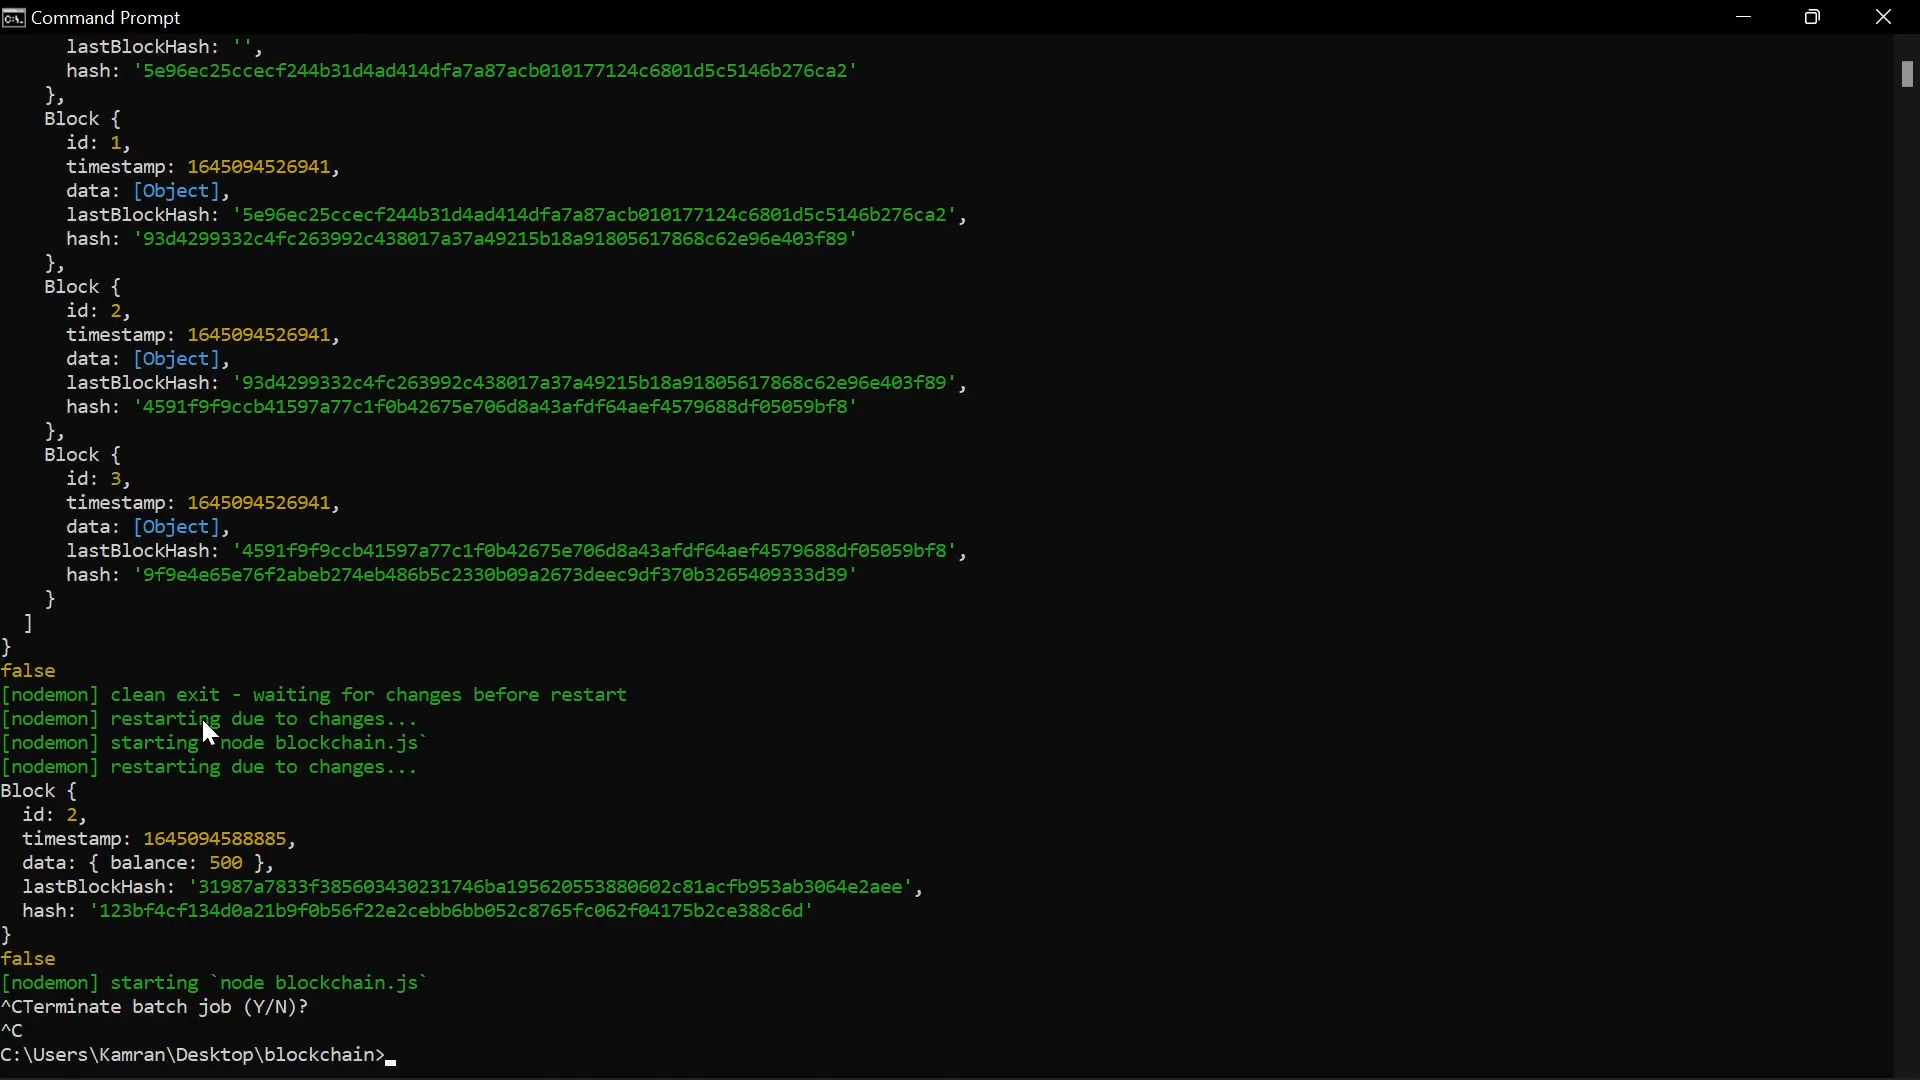 Command Prompt
lastBlockHash: '',
hash: '5e96ec25ccecf244b31d4ad414dfa7a87acb010177124c6801d5c5146b276ca2'
},
Block {
id: 1,
timestamp: 1645094526941,
data: [Object],
lastBlockHash: '5e96ec25ccecf244b31d4ad414dfa7a87acb010177124c6801d5c5146b276ca2',
hash: '93d4299332c4fc263992c438017a37a49215b18a91805617868c62e96e403f89'
},
Block {
id: 2,
timestamp: 1645094526941,
data: [Object],
lastBlockHash: '93d4299332c4fc263992c438017a37a49215b18a91805617868c62e96e403f89',
hash: '4591f9f9ccb41597a77c1f0b42675e706d8a43afdf64aef4579688df05059bf8'
},
Block {
id: 3,
timestamp: 1645094526941,
data: [Object],
lastBlockHash: '4591f9f9ccb41597a77c1f0b42675e706d8a43afdf64aef4579688df05059bf8',
hash: '9f9e4e65e76f2abeb274eb486b5c2330b09a2673deec9df370b3265409333d39'
}
]
}
false
[nodemon] clean exit - waiting for changes before restart
[nodemon] restarting due to changes...
[nodemon] starting `node blockchain.js`
[nodemon] restarting due to changes...
Block {
id: 2,
timestamp: 1645094588885,
data: { balance: 500 },
lastBlockHash: '31987a7833f385603430231746ba195620553880602c81acfb953ab3064e2aee',
hash: '123bf4cf134d0a21b9f0b56f22e2cebb6bb052c8765fc062f04175b2ce388c6d'
}
false
[nodemon] starting `node blockchain.js`
^CTerminate batch job (Y/N)?
^C
C:\Users\Kamran\Desktop\blockchain>